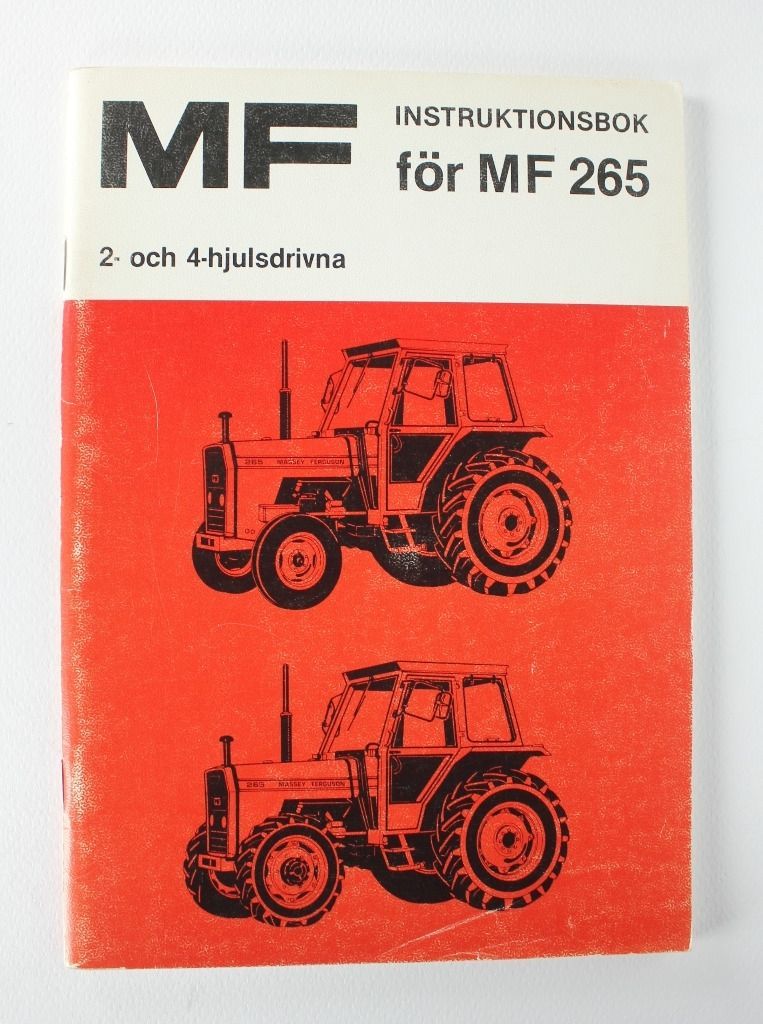 MF
INSTRUKTIONSBOK
för MF 265
2- och 4-hjulsdrivna
265 MASSEY FERGUSON
265 MASSEY FERGUSON